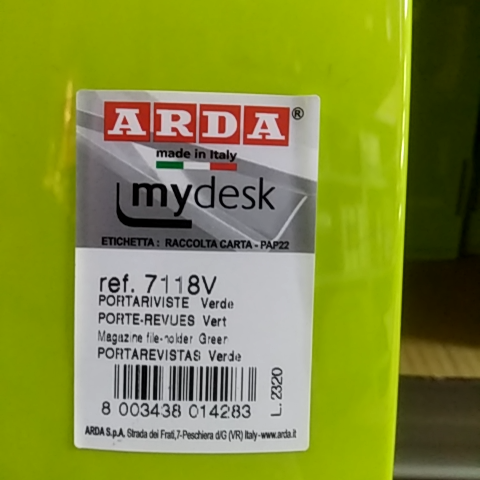 ARDA®
made in Italy
mydesk
ETICHETTA: RACCOLTA CARTA - PAP22
ref. 7118V
PORTARIVISTE Verde
PORTE-REVUES Vert
Magazine file-holder Green
PORTAREVISTAS Verde
8 003438 014283
L. 2320
ARDA S.p.A. Strada dei Frati,7-Peschiera d/G (VR) Italy-www.arda.it